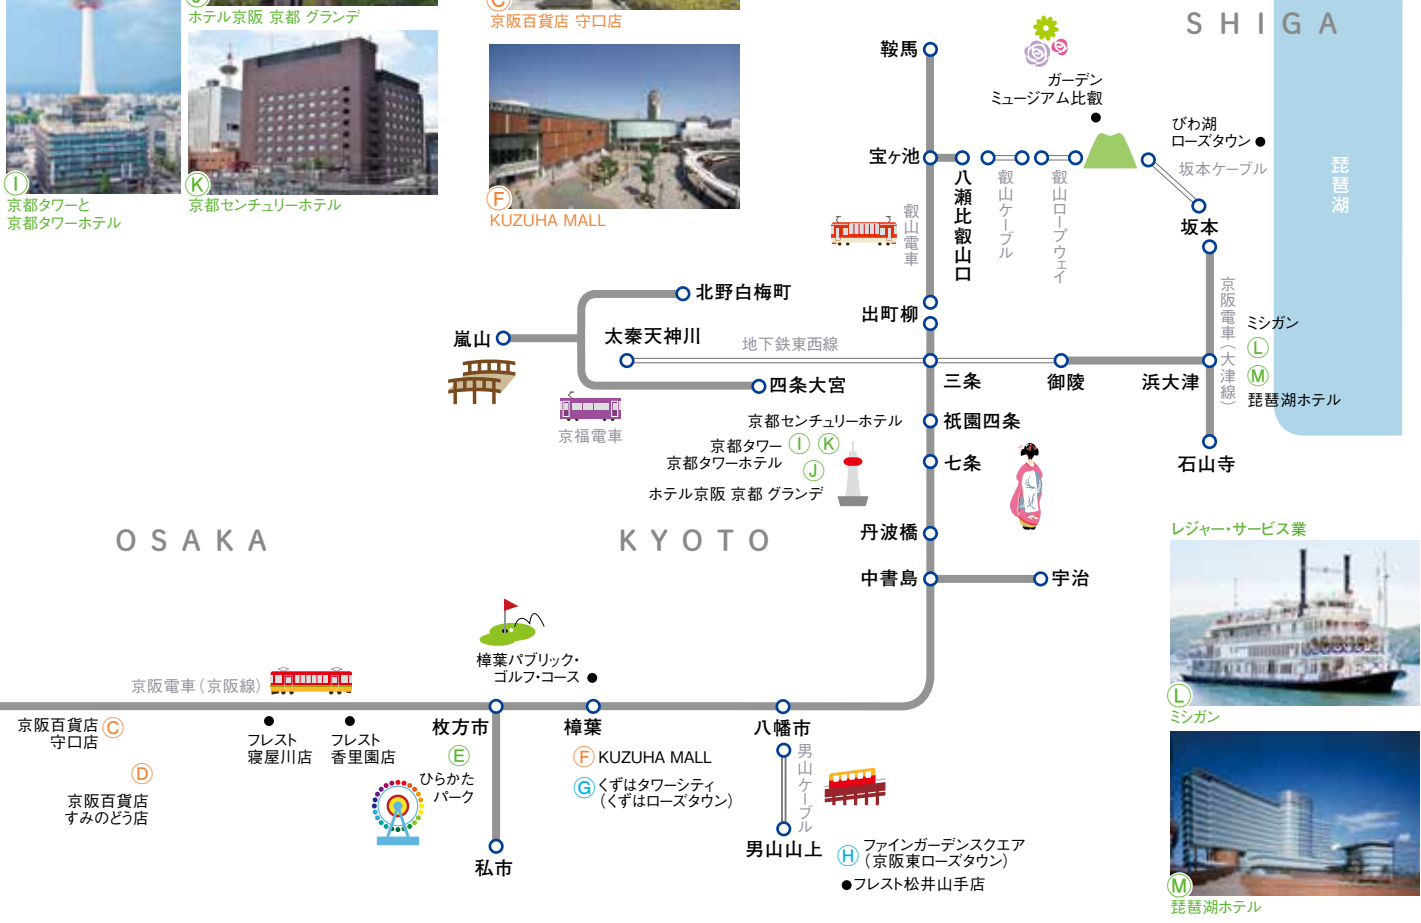 J
ホテル京阪 京都 グランデ
C
京阪百貨店 守口店
I
京都タワーと
京都タワーホテル
K
京都センチュリーホテル
F
KUZUHA MALL
SHIGA
鞍馬
ガーデン
ミュージアム比叡
びわ湖
ローズタウン
坂本ケーブル
琵琶湖
宝ヶ池
八瀬比叡山口
叡山ケーブル
叡山ロープウェイ
叡山電車
坂本
京阪電車(大津線)
北野白梅町
出町柳
嵐山
太秦天神川
地下鉄東西線
ミシガン
L
M
琵琶湖ホテル
四条大宮
三条
御陵
浜大津
京福電車
京都センチュリーホテル
祇園四条
京都タワー
I
K
京都タワーホテル
J
七条
ホテル京阪 京都 グランデ
石山寺
OSAKA
KYOTO
丹波橋
中書島
宇治
レジャー・サービス業
L
ミシガン
樟葉パブリック・
ゴルフ・コース
京阪電車(京阪線)
京阪百貨店
守口店
C
フレスト
寝屋川店
フレスト
香里園店
枚方市
樟葉
八幡市
D
京阪百貨店
すみのどう店
E
ひらかた
パーク
F KUZUHA MALL
G くずはタワーシティ
(くずはローズタウン)
男山ケーブル
私市
男山山上
H ファインガーデンスクエア
(京阪東ローズタウン)
フレスト松井山手店
M
琵琶湖ホテル